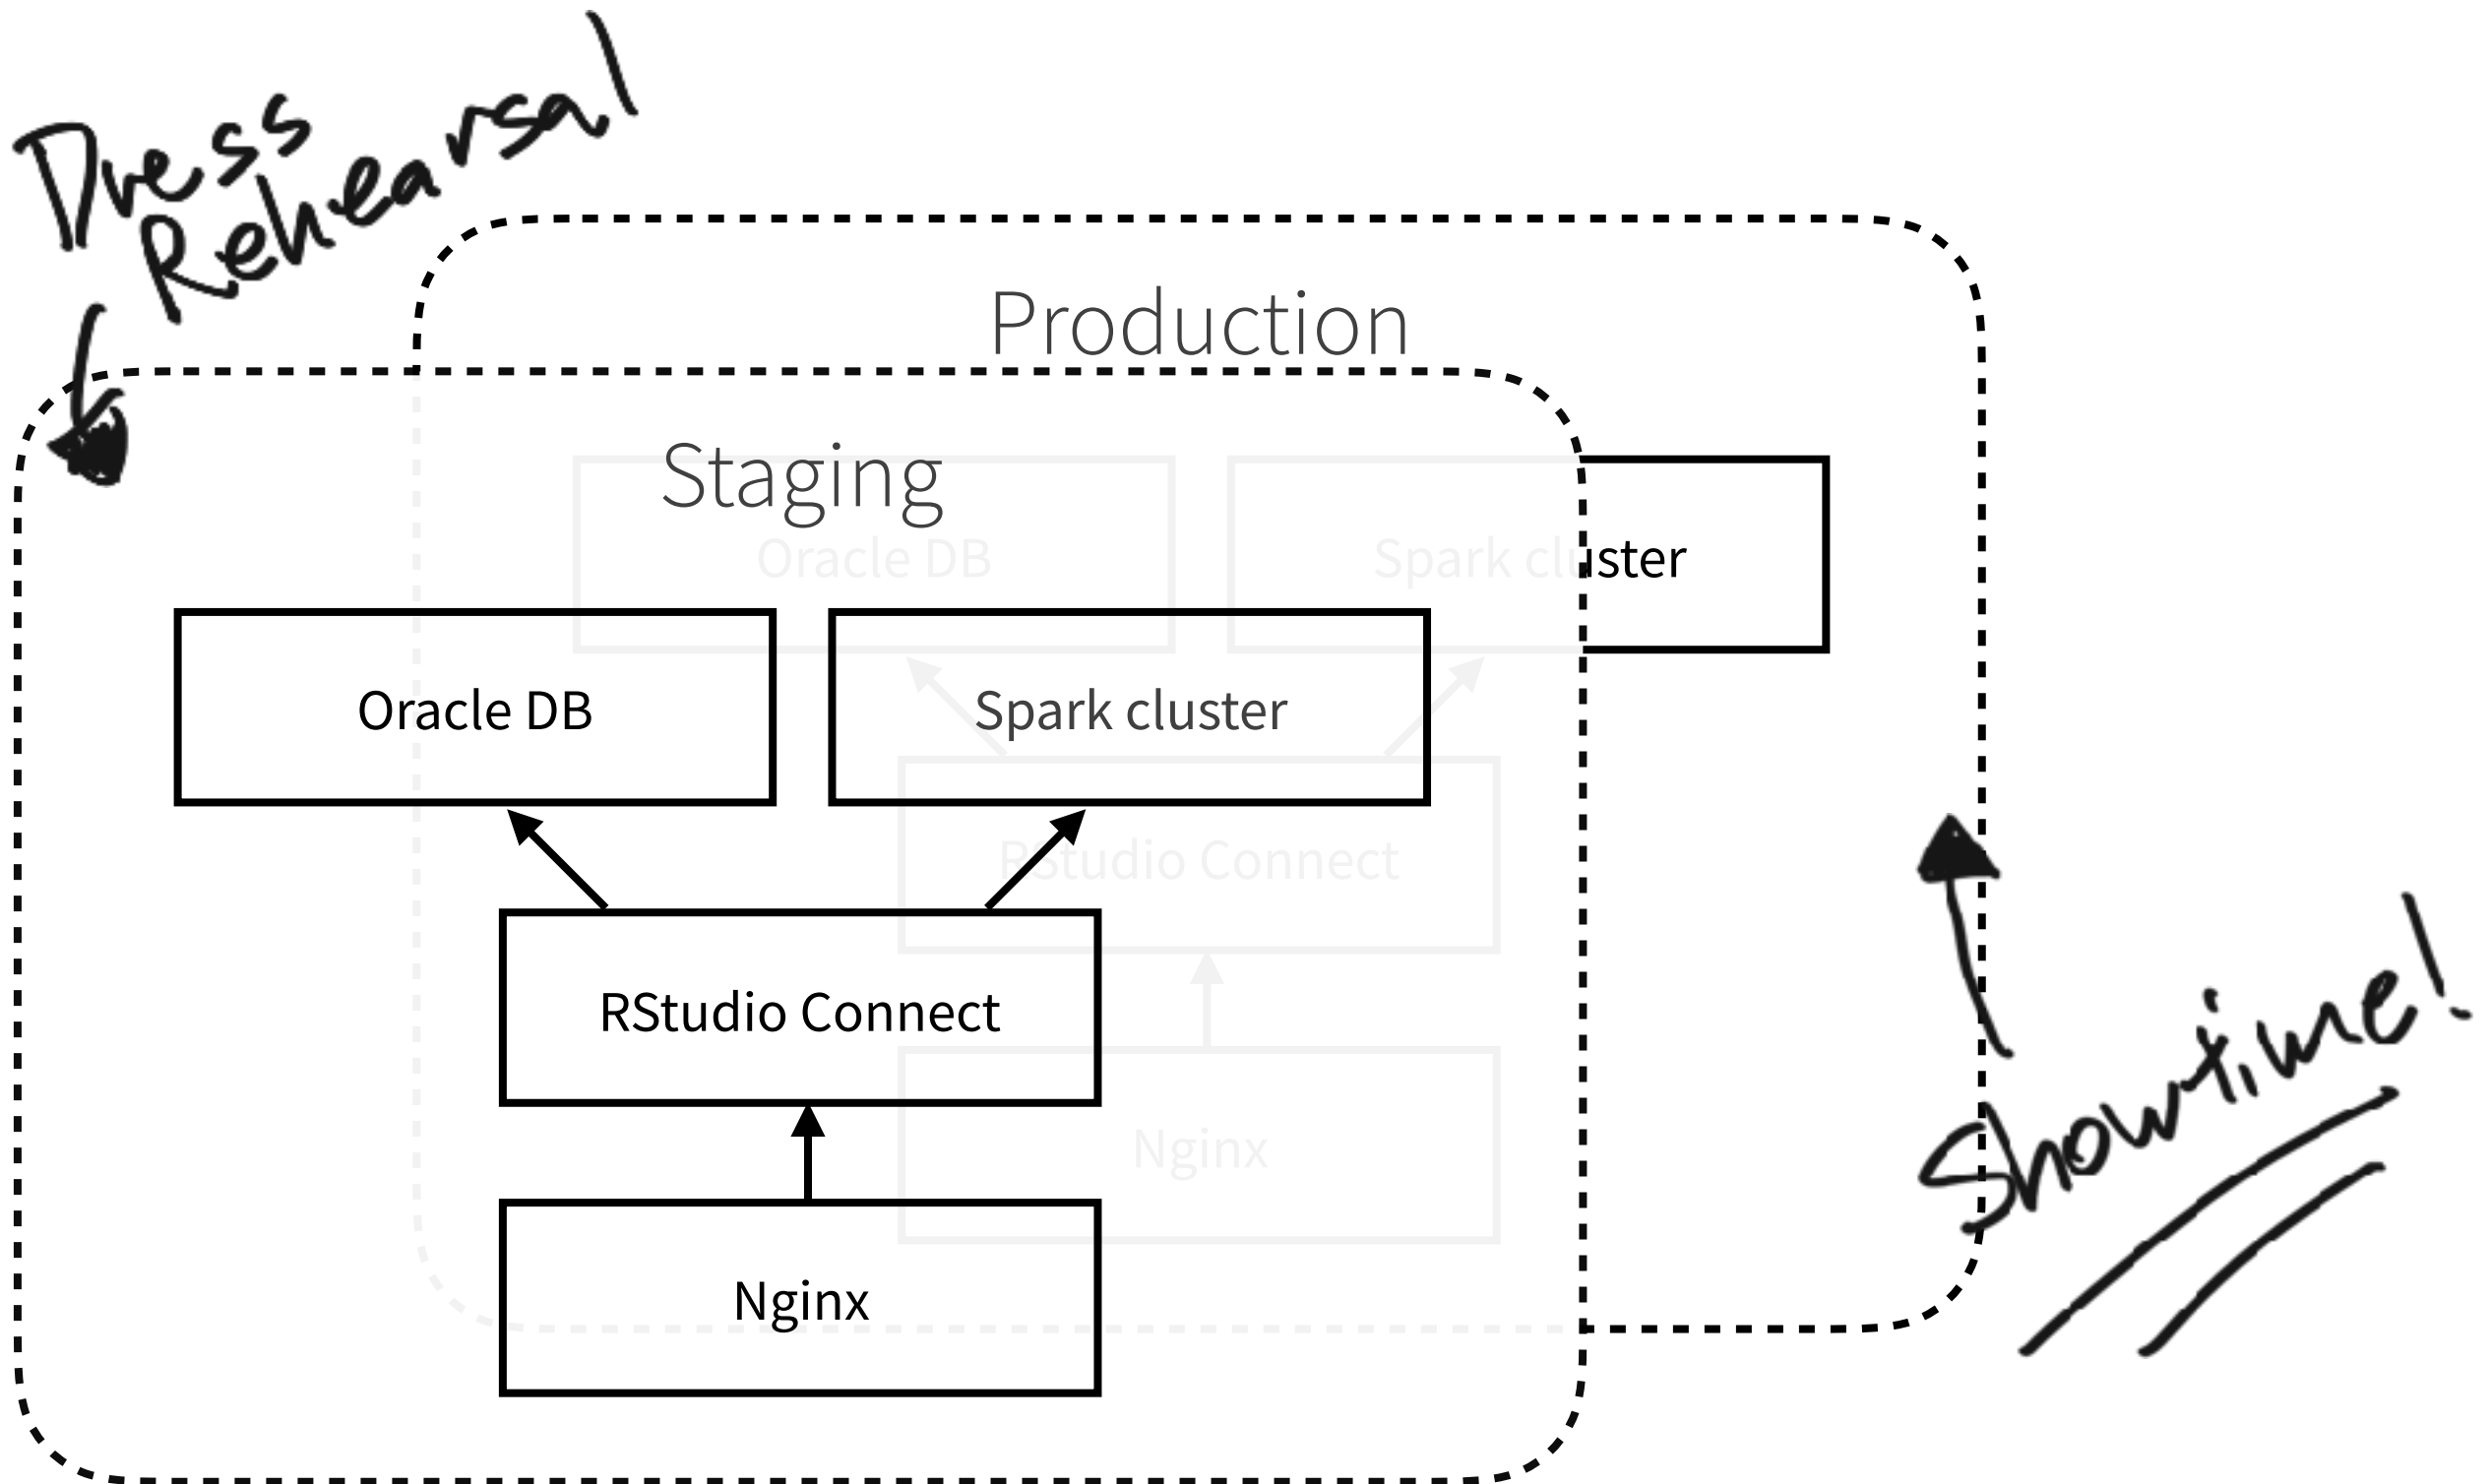 Dress
Rehearsal
Production
Staging
Oracle DB
Spark cluster
Oracle DB
Spark cluster
RStudio Connect
RStudio Connect
Nginx
Nginx
Showtime!